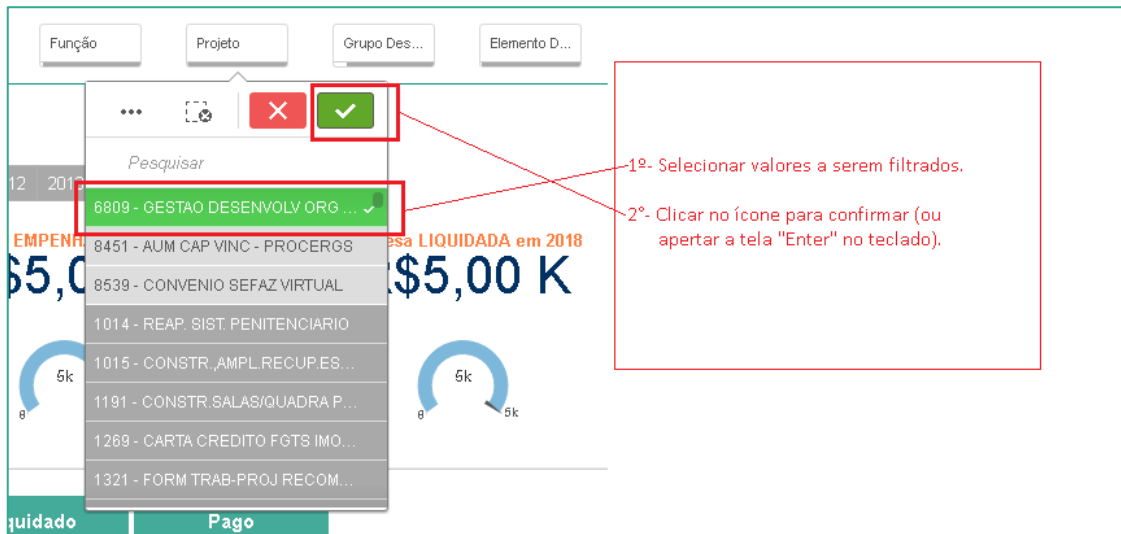 Função
Projeto
Grupo Des...
Elemento D...
Pesquisar
12 2013
6809 - GESTAO DESENVOLV ORG ...
8451 - AUM CAP VINC - PROCERGS
8539 - CONVENIO SEFAZ VIRTUAL
1014 - REAP. SIST. PENITENCIARIO
1015 - CONSTR.,AMPL.RECUP.ES...
1191 - CONSTR.SALAS/QUADRA P...
1269 - CARTA CREDITO FGTS IMO...
1321 - FORM TRAB-PROJ RECOM...
EMPENH
esa LIQUIDADA em 2018
$5,0
$5,00 K
5k
0
5k
0
5k
quidado
Pago
1º- Selecionar valores a serem filtrados.
2°- Clicar no ícone para confirmar (ou
apertar a tela "Enter" no teclado).